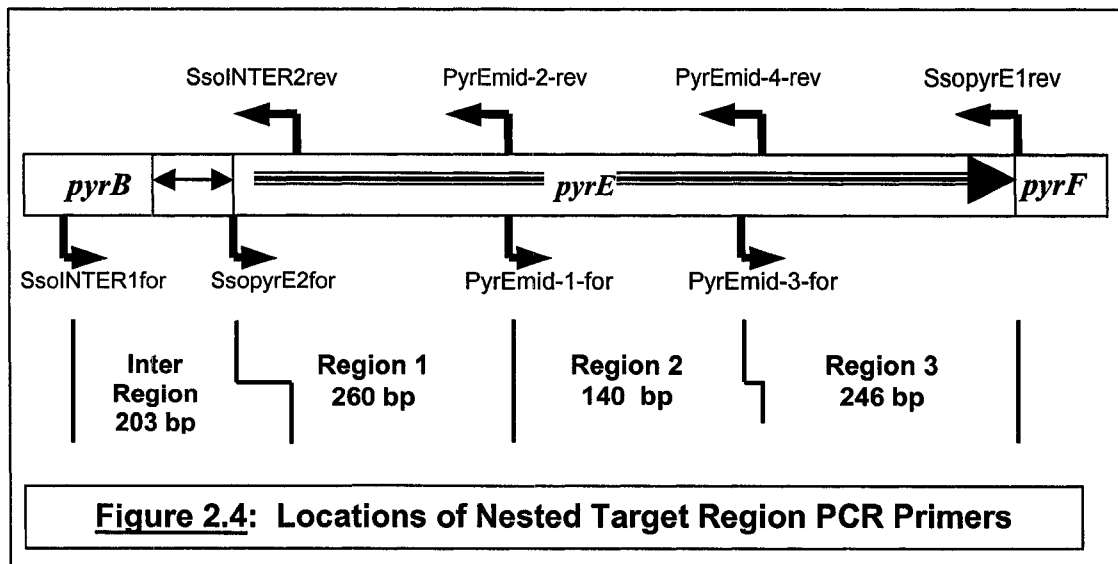 SsoINTER2rev PyrEmid-2-rev PyrEmid-4-rev SsopyrE1rev
pyrB pyrE pyrF
SsoINTER1for SsopyrE2for PyrEmid-1-for PyrEmid-3-for
Inter Region 1 Region 2 Region 3
Region 260 bp 140 bp 246 bp
203 bp
Figure 2.4: Locations of Nested Target Region PCR Primers